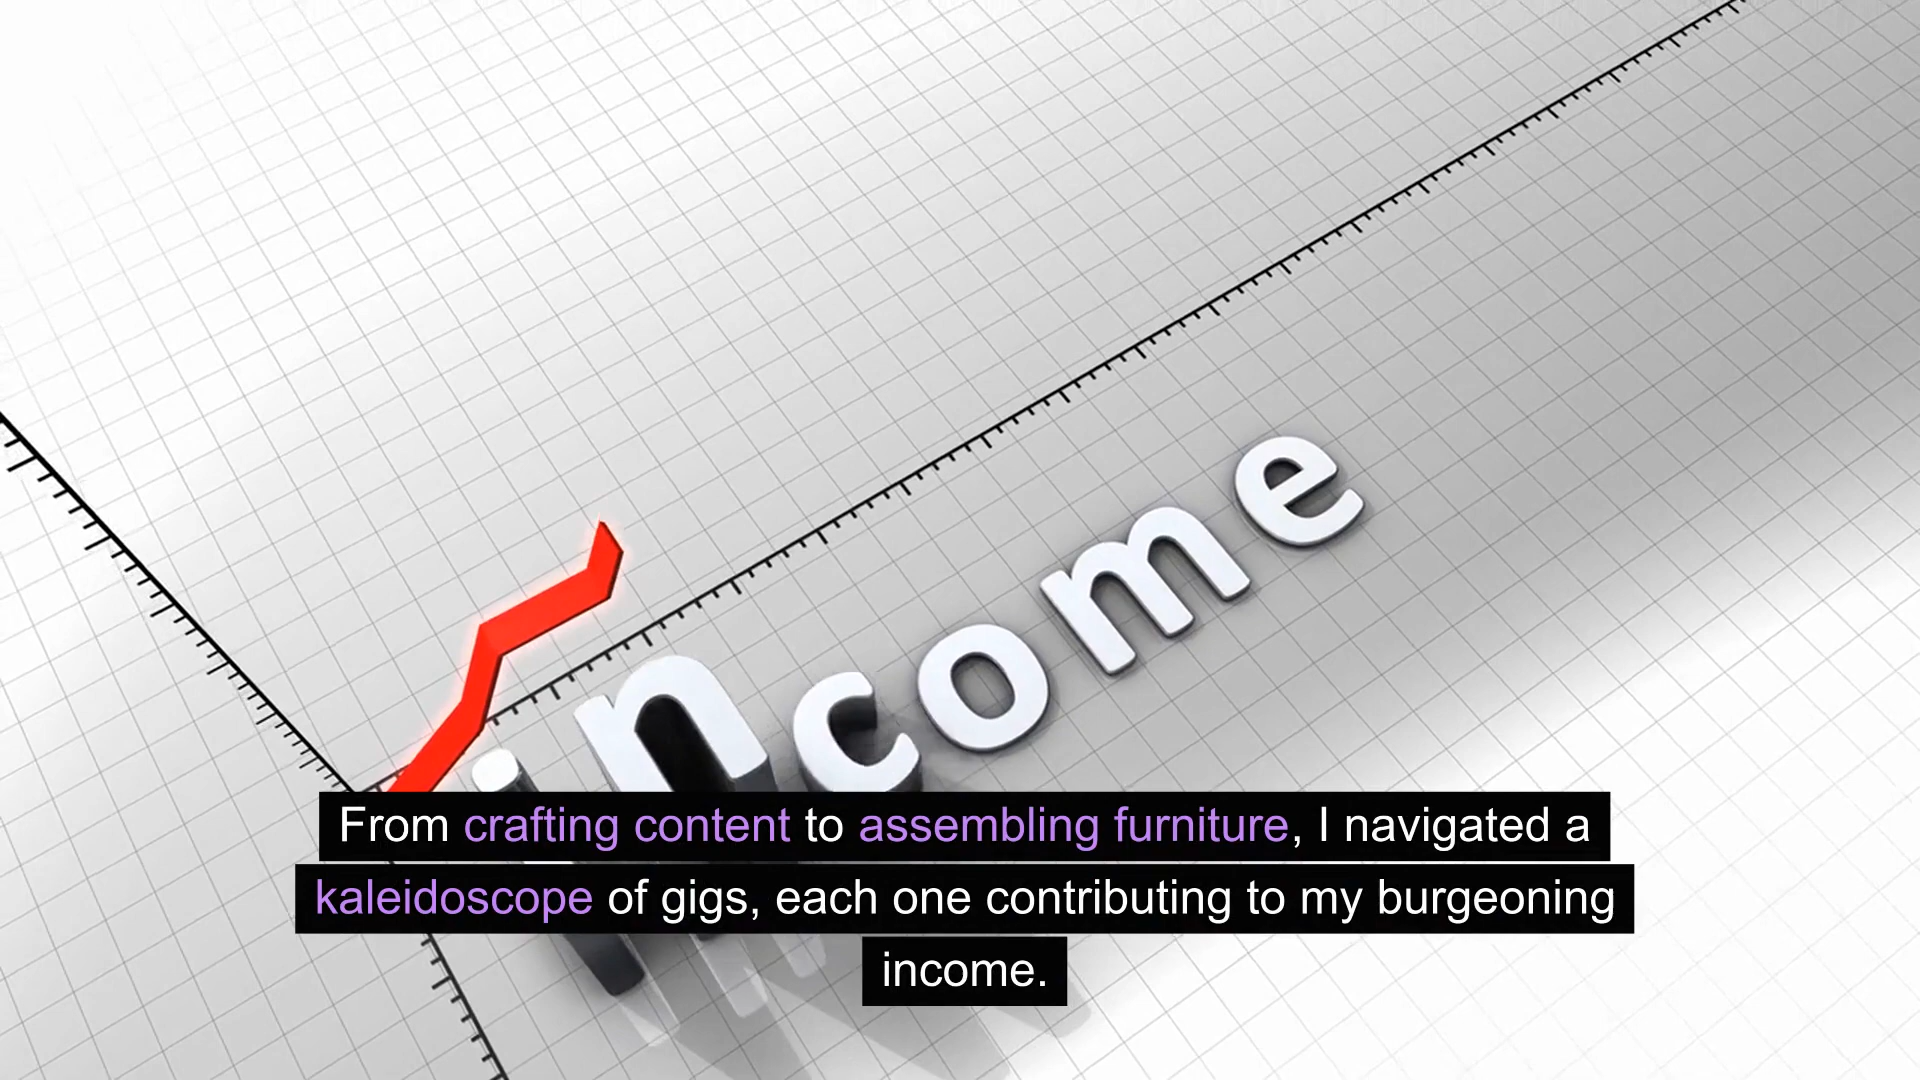 income
From crafting content to assembling furniture, I navigated a
kaleidoscope of gigs, each one contributing to my burgeoning
income.